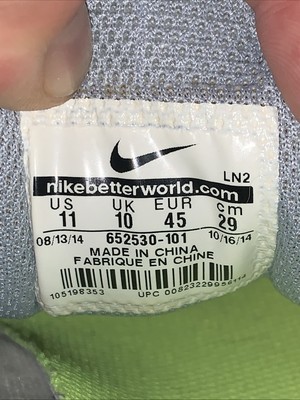 LN2
nikebetterworld.com
US UK EUR cm
11 10 45 29
08/13/14 652530-101 10/16/14
MADE IN CHINA
FABRIQUE EN CHINE
105198353 UPC